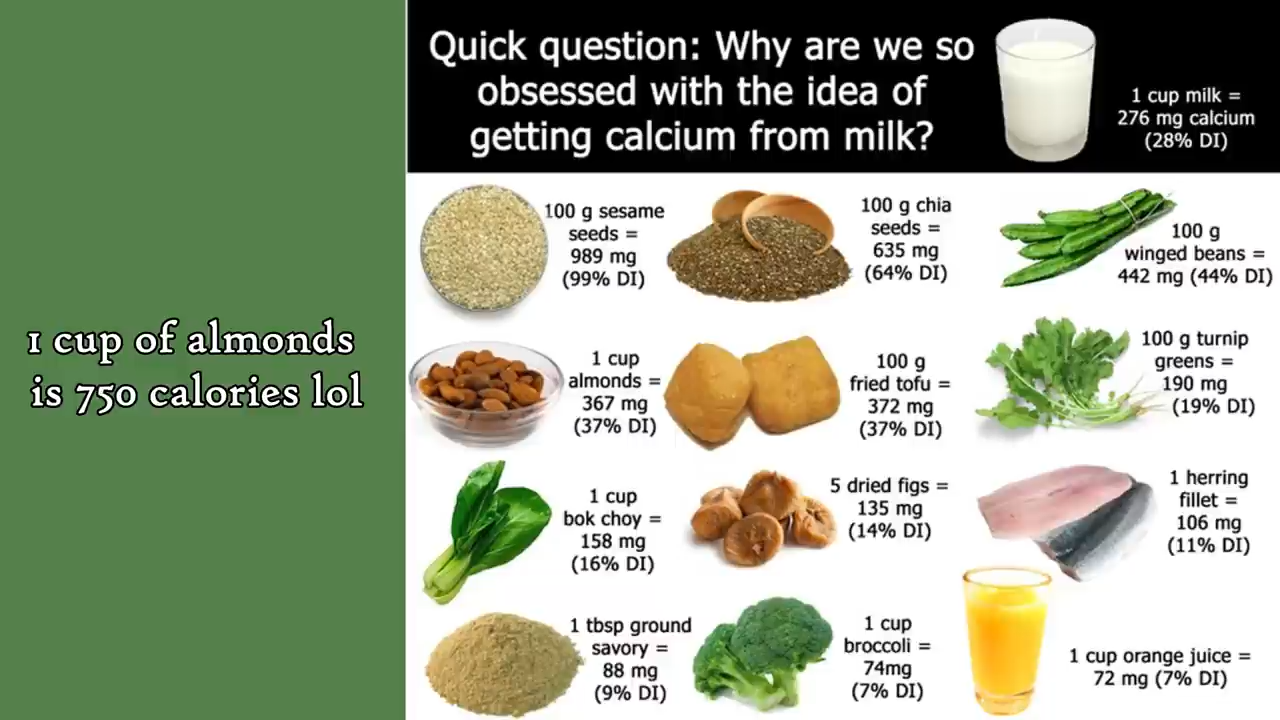 1 cup of almonds
is 750 calories lol
Quick question: Why are we so
obsessed with the idea of
getting calcium from milk?
1 cup milk =
276 mg calcium
(28% DI)
100 g sesame
seeds =
989 mg
(99% DI)
100 g chia
seeds =
635 mg
(64% DI)
100 g
winged beans =
442 mg (44% DI)
1 cup
almonds =
367 mg
(37% DI)
100 g
fried tofu =
372 mg
(37% DI)
100 g turnip
greens =
190 mg
(19% DI)
1 cup
bok choy =
158 mg
(16% DI)
5 dried figs =
135 mg
(14% DI)
1 herring
fillet =
106 mg
(11% DI)
1 tbsp ground
savory =
88 mg
(9% DI)
1 cup
broccoli =
74mg
(7% DI)
1 cup orange juice =
72 mg (7% DI)